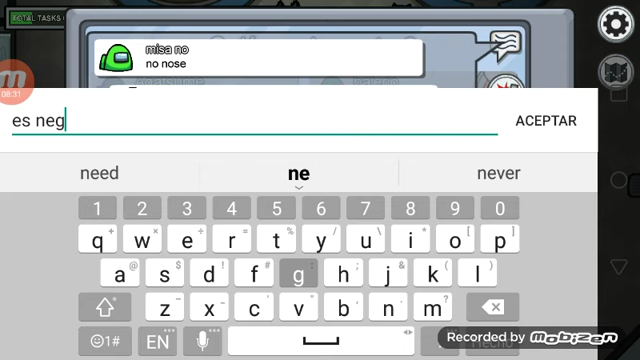 TOTAL TASKS
misa no
no nose
08:31
es neg
ACEPTAR
need
ne
never
1 2 3 4 5 6 7 8 9 0
q w e r t y u i o p
+ × ÷ = % / \ | [ ]
a s d f g h j k l
@ $ ! ^ # : ; & ( )
z x c v b n m
- - " ' , . ?
☺1#
EN
Recorded by Mobizen
Hecho